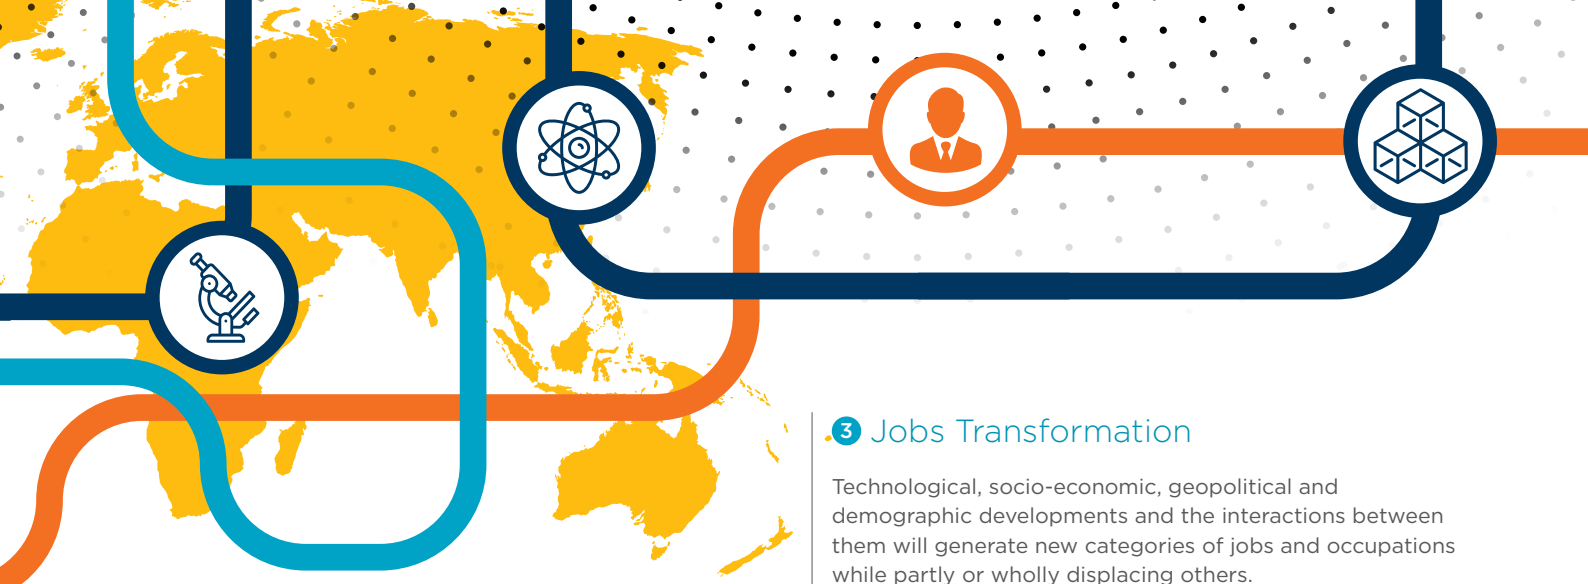 3 Jobs Transformation
Technological, socio-economic, geopolitical and
demographic developments and the interactions between
them will generate new categories of jobs and occupations
while partly or wholly displacing others.